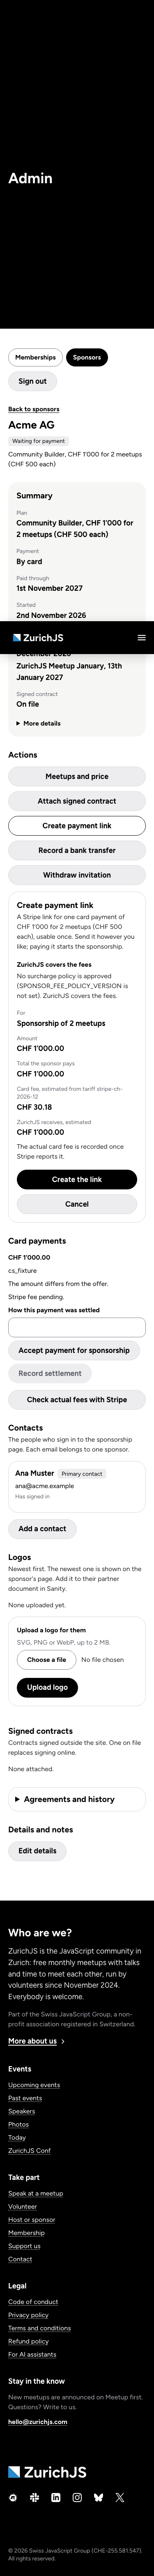 Admin
Memberships
Sponsors
Sign out
Back to sponsors
Acme AG
Waiting for payment
Community Builder, CHF 1'000 for 2 meetups
(CHF 500 each)
Summary
Plan
Community Builder, CHF 1'000 for
2 meetups (CHF 500 each)
Payment
By card
Paid through
1st November 2027
Started
2nd November 2026
ZurichJS
ZurichJS Meetup January, 13th
January 2027
Signed contract
On file
More details
Actions
Meetups and price
Attach signed contract
Create payment link
Record a bank transfer
Withdraw invitation
Create payment link
A Stripe link for one card payment of
CHF 1'000 for 2 meetups (CHF 500
each), usable once. Send it however you
like; paying it starts the sponsorship.
ZurichJS covers the fees
No surcharge policy is approved
(SPONSOR_FEE_POLICY_VERSION is
not set). ZurichJS covers the fees.
For
Sponsorship of 2 meetups
Amount
CHF 1'000.00
Total the sponsor pays
CHF 1'000.00
Card fee, estimated from tariff stripe-ch-
2026-12
CHF 30.18
ZurichJS receives, estimated
CHF 1'000.00
The actual card fee is recorded once
Stripe reports it.
Create the link
Cancel
Card payments
CHF 1'000.00
cs_fixture
The amount differs from the offer.
Stripe fee pending.
How this payment was settled
Accept payment for sponsorship
Record settlement
Check actual fees with Stripe
Contacts
The people who sign in to the sponsorship
page. Each email belongs to one sponsor.
Ana Muster
Primary contact
ana@acme.example
Has signed in
Add a contact
Logos
Newest first. The newest one is shown on the
sponsor's page. Add it to their partner
document in Sanity.
None uploaded yet.
Upload a logo for them
SVG, PNG or WebP, up to 2 MB.
Choose a file
No file chosen
Upload logo
Signed contracts
Contracts signed outside the site. One on file
replaces signing online.
None attached.
Agreements and history
Details and notes
Edit details
Who are we?
ZurichJS is the JavaScript community in
Zurich: free monthly meetups with talks
and time to meet each other, run by
volunteers since November 2024.
Everybody is welcome.
Part of the Swiss JavaScript Group, a non-
profit association registered in Switzerland.
More about us
Events
Upcoming events
Past events
Speakers
Photos
Today
ZurichJS Conf
Take part
Speak at a meetup
Volunteer
Host or sponsor
Membership
Support us
Contact
Legal
Code of conduct
Privacy policy
Terms and conditions
Refund policy
For AI assistants
Stay in the know
New meetups are announced on Meetup first.
Questions? Write to us.
hello@zurichjs.com
ZurichJS
© 2026 Swiss JavaScript Group (CHE-255.581.547).
All rights reserved.